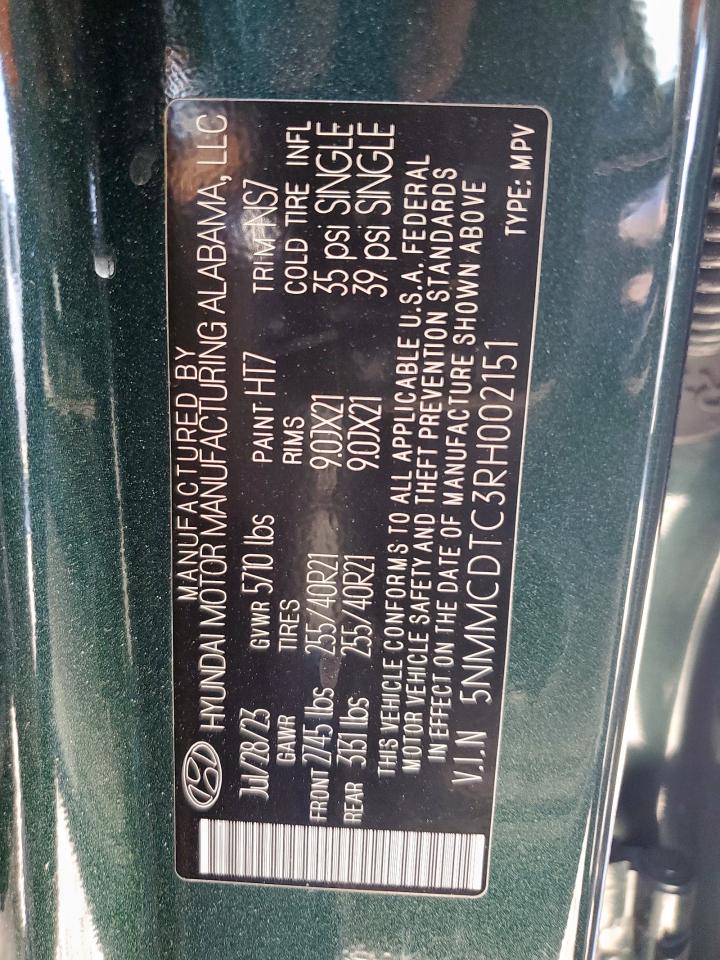 MANUFACTURED BY
HYUNDAI MOTOR MANUFACTURING ALABAMA, LLC
Jul/28/23 GVWR 5710 lbs PAINT HT7 TRIM NS7
GAWR TIRES RIMS COLD TIRE INFL
FRONT 2745 lbs 255/40R21 9.0JX21 35 psi SINGLE
REAR 3131 lbs 255/40R21 9.0JX21 39 psi SINGLE
THIS VEHICLE CONFORMS TO ALL APPLICABLE U.S.A. FEDERAL
MOTOR VEHICLE SAFETY AND THEFT PREVENTION STANDARDS
IN EFFECT ON THE DATE OF MANUFACTURE SHOWN ABOVE
V.I.N 5NMMCDTC3RH002151
TYPE: MPV